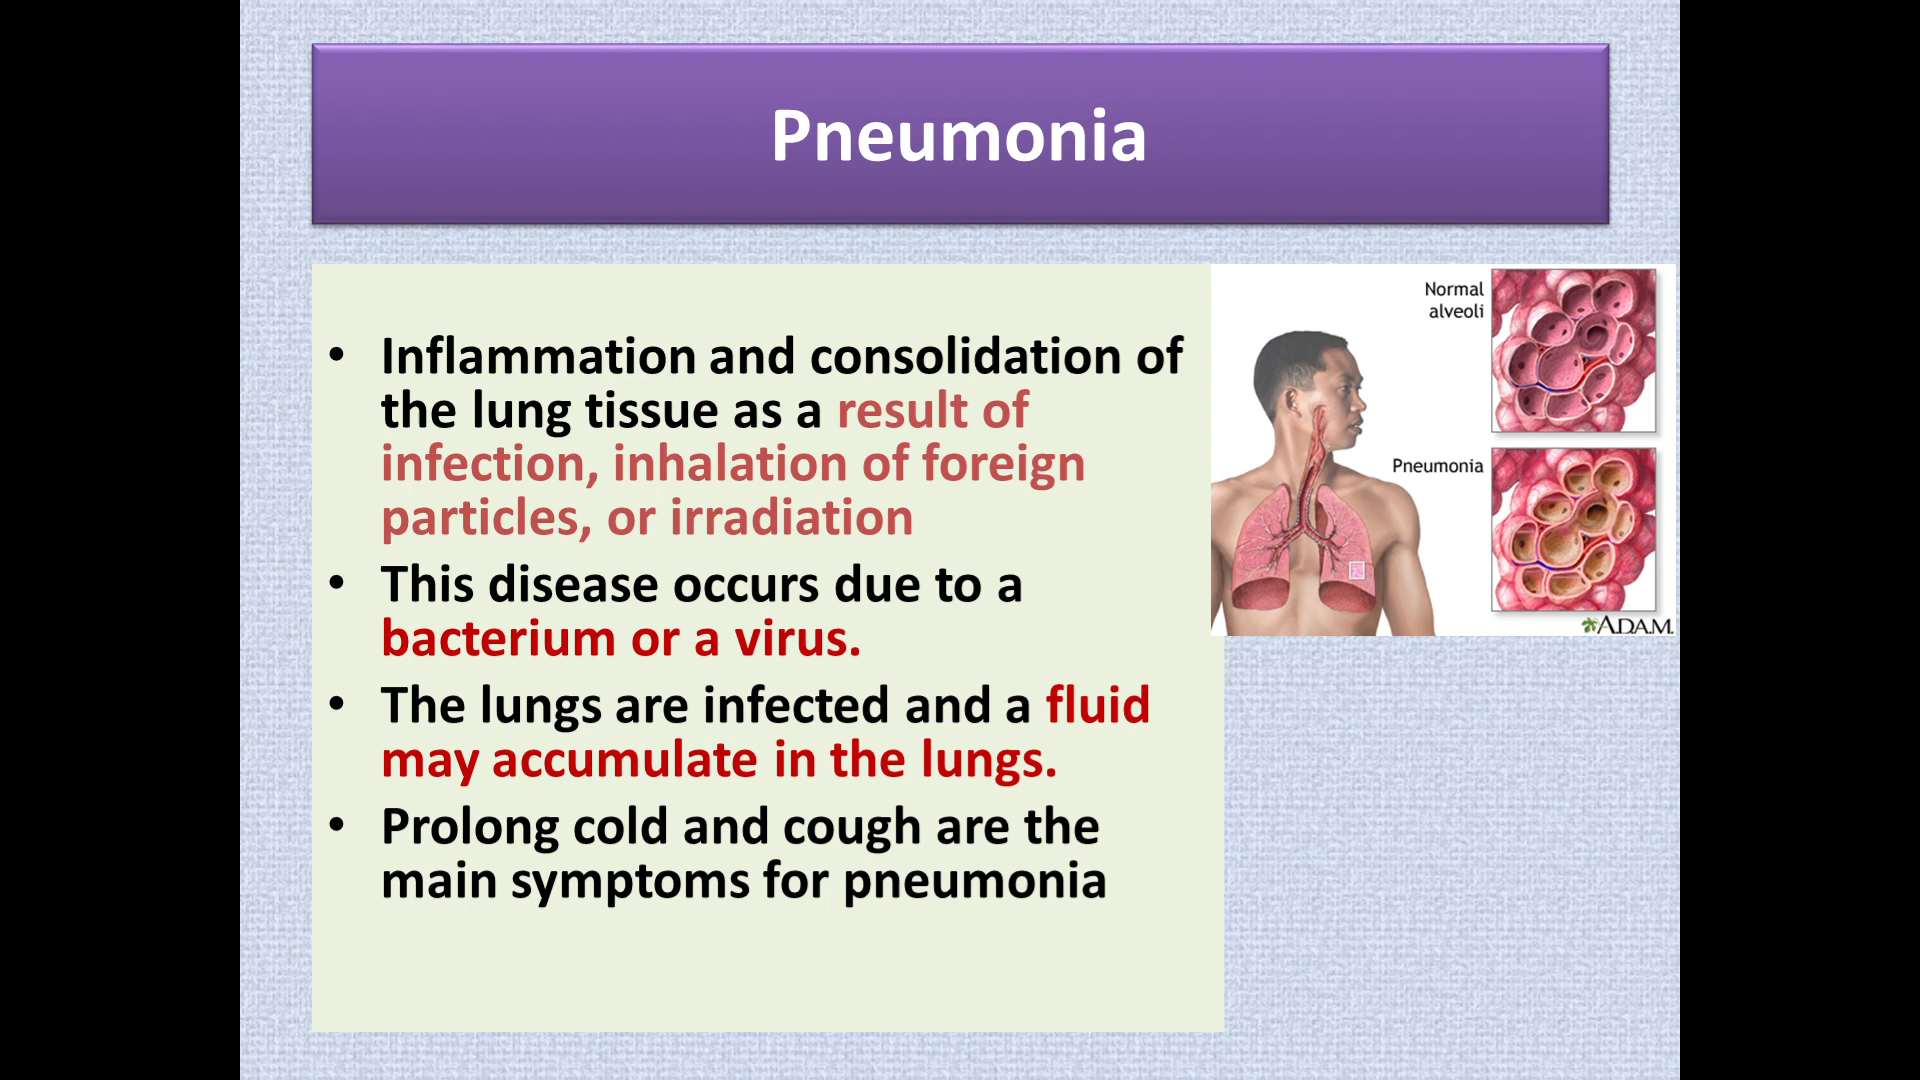 Pneumonia
• Inflammation and consolidation of
the lung tissue as a result of
infection, inhalation of foreign
particles, or irradiation
• This disease occurs due to a
bacterium or a virus.
• The lungs are infected and a fluid
may accumulate in the lungs.
• Prolong cold and cough are the
main symptoms for pneumonia
Normal
alveoli
Pneumonia
A.D.A.M.